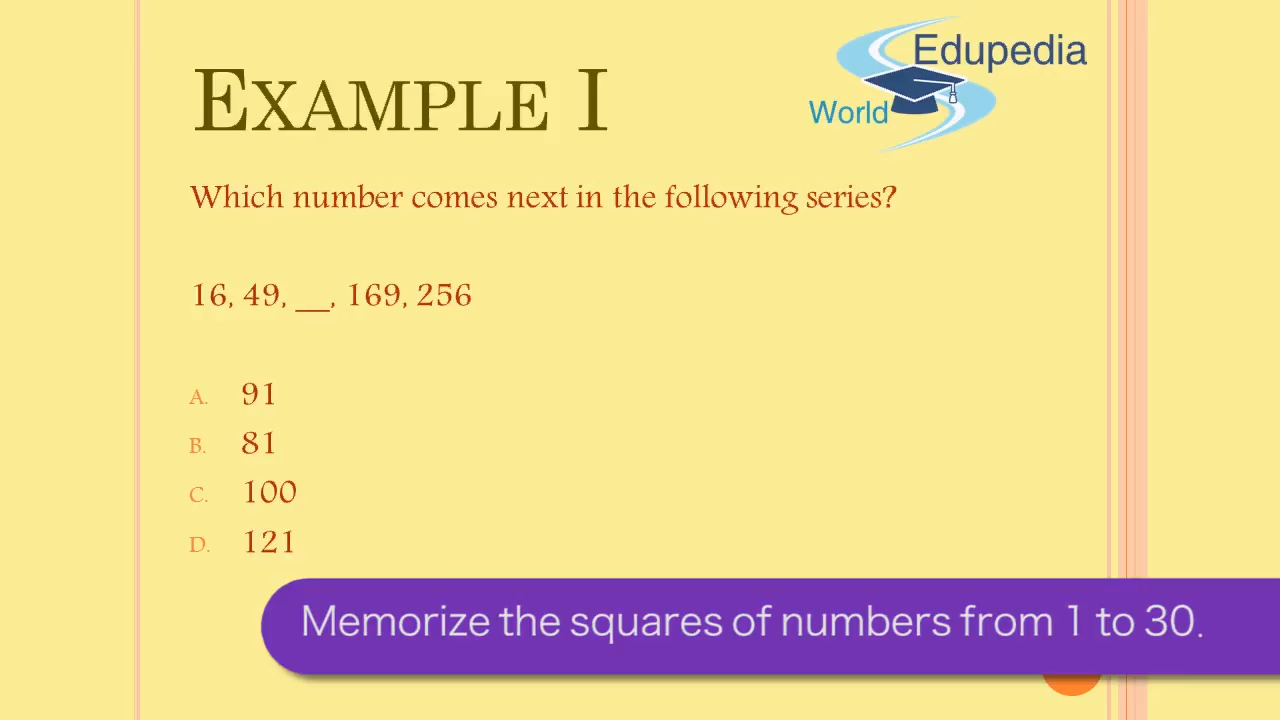 EXAMPLE I
Edupedia
World
Which number comes next in the following series?
16, 49, __, 169, 256
A. 91
B. 81
C. 100
D. 121
Memorize the squares of numbers from 1 to 30.